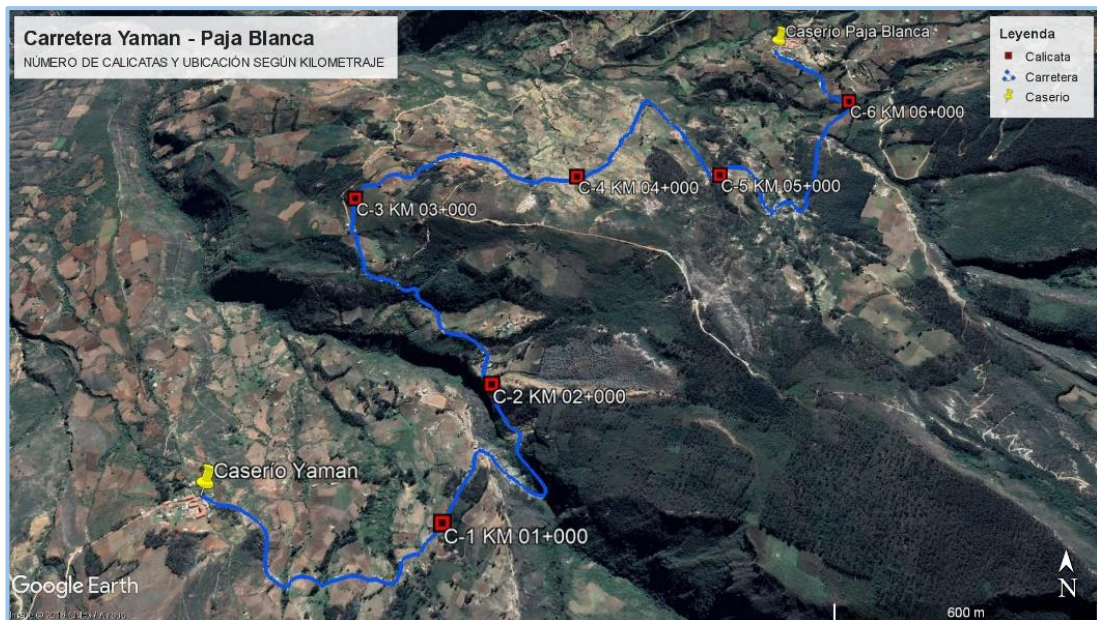 Carretera Yaman - Paja Blanca
NÚMERO DE CALICATAS Y UBICACIÓN SEGÚN KILOMETRAJE
Caserío Paja Blanca
Leyenda
Calicata
Carretera
Caserio
C-6 KM 06+000
C-4 KM 04+000
C-5 KM 05+000
C-3 KM 03+000
C-2 KM 02+000
Caserío Yaman
C-1 KM 01+000
Google Earth
N
600 m